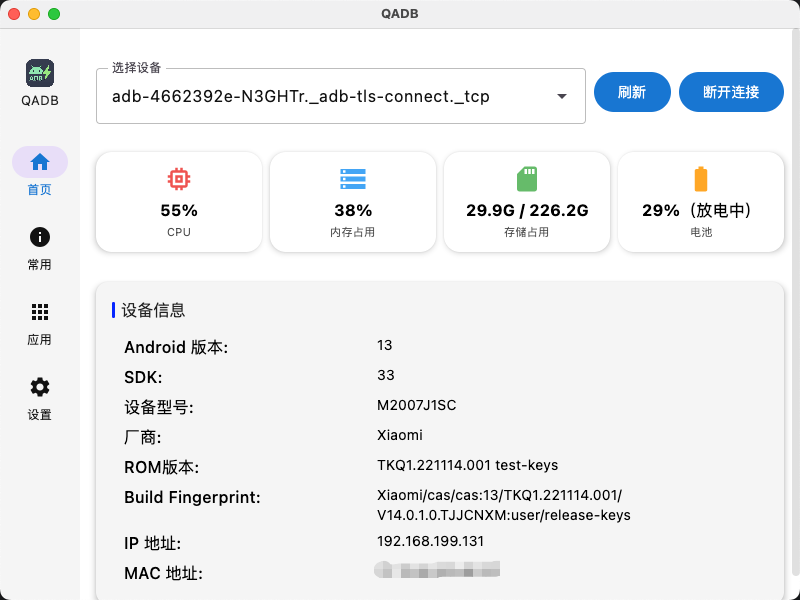 QADB
QADB
首页
常用
应用
设置
选择设备
adb-4662392e-N3GHTr._adb-tls-connect._tcp
刷新
断开连接
55%
CPU
38%
内存占用
29.9G / 226.2G
存储占用
29%（放电中）
电池
设备信息
Android 版本: 13
SDK: 33
设备型号: M2007J1SC
厂商: Xiaomi
ROM版本: TKQ1.221114.001 test-keys
Build Fingerprint: Xiaomi/cas/cas:13/TKQ1.221114.001/
V14.0.1.0.TJJCNXM:user/release-keys
IP 地址: 192.168.199.131
MAC 地址: